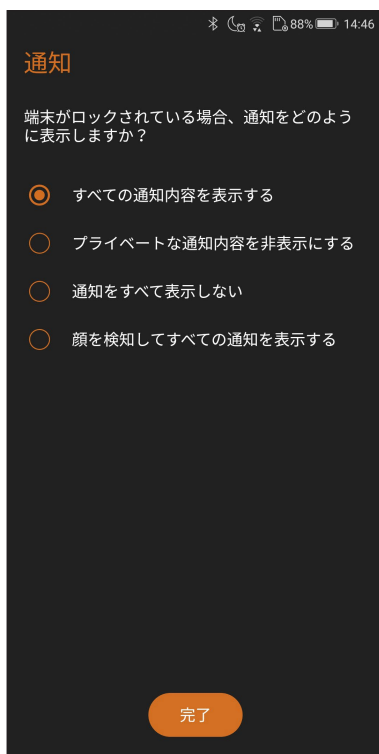 88% 14:46
通知
端末がロックされている場合、通知をどのよう
に表示しますか？
すべての通知内容を表示する
プライベートな通知内容を非表示にする
通知をすべて表示しない
顔を検知してすべての通知を表示する
完了